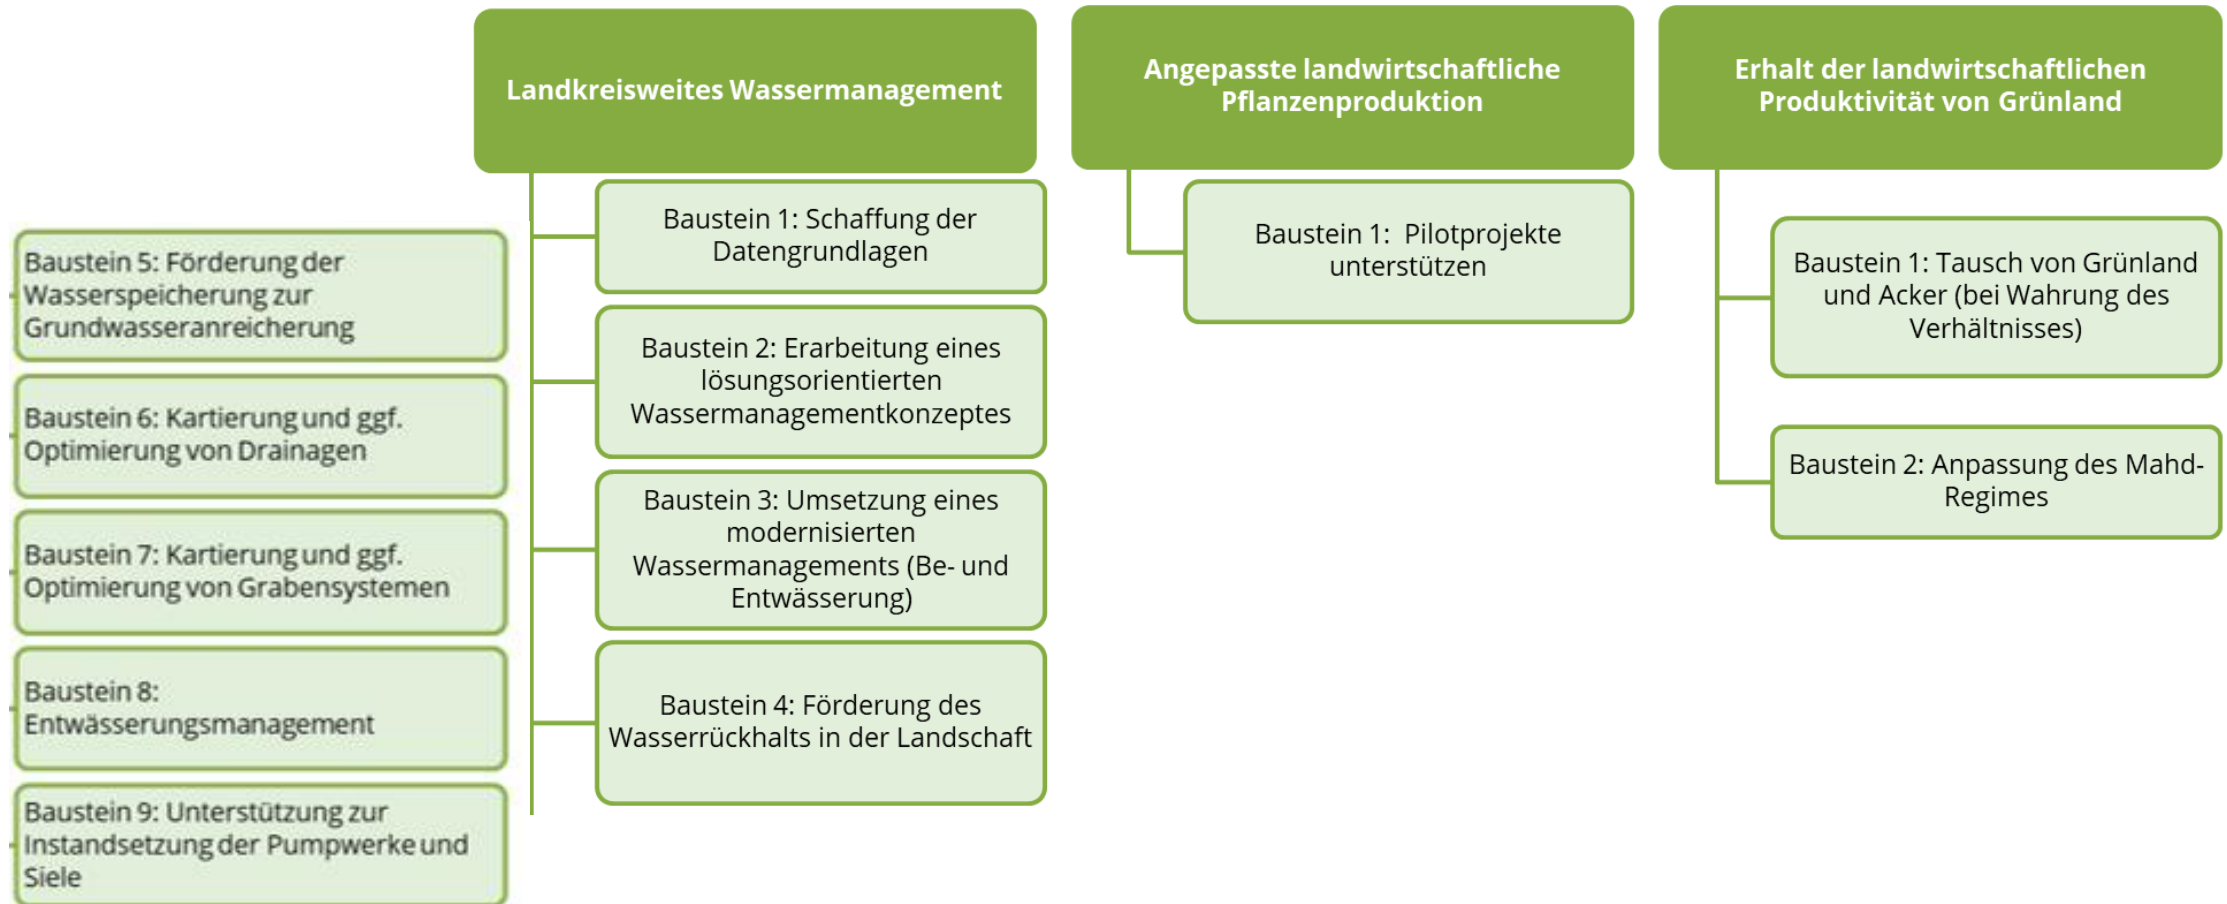 Landkreisweites Wassermanagement
Baustein 1: Schaffung der
Datengrundlagen
Baustein 2: Erarbeitung eines
lösungsorientierten
Wassermanagementkonzeptes
Baustein 3: Umsetzung eines
modernisierten
Wassermanagements (Be- und
Entwässerung)
Baustein 4: Förderung des
Wasserrückhalts in der Landschaft
Baustein 5: Förderung der
Wasserspeicherung zur
Grundwasseranreicherung
Baustein 6: Kartierung und ggf.
Optimierung von Drainagen
Baustein 7: Kartierung und ggf.
Optimierung von Grabensystemen
Baustein 8:
Entwässerungsmanagement
Baustein 9: Unterstützung zur
Instandsetzung der Pumpwerke und
Siele
Angepasste landwirtschaftliche
Pflanzenproduktion
Baustein 1: Pilotprojekte
unterstützen
Erhalt der landwirtschaftlichen
Produktivität von Grünland
Baustein 1: Tausch von Grünland
und Acker (bei Wahrung des
Verhältnisses)
Baustein 2: Anpassung des Mahd-
Regimes